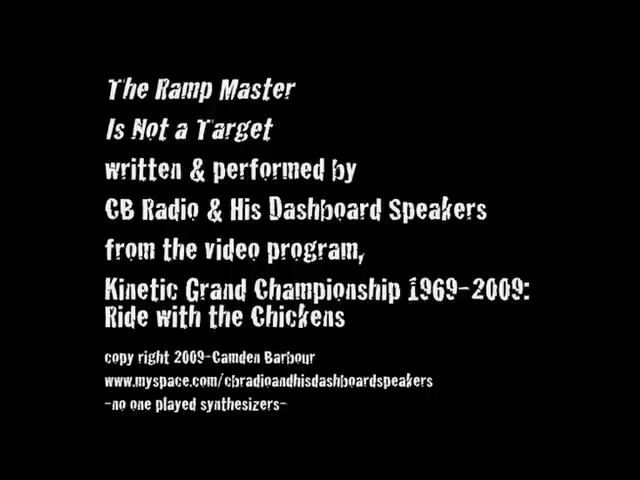 The Ramp Master
Is Not a Target
written & performed by
CB Radio & His Dashboard Speakers
from the video program,
Kinetic Grand Championship 1969-2009:
Ride with the Chickens
copy right 2009-Camden Barbour
www.myspace.com/cbradioandhisdashboardspeakers
-no one played synthesizers-